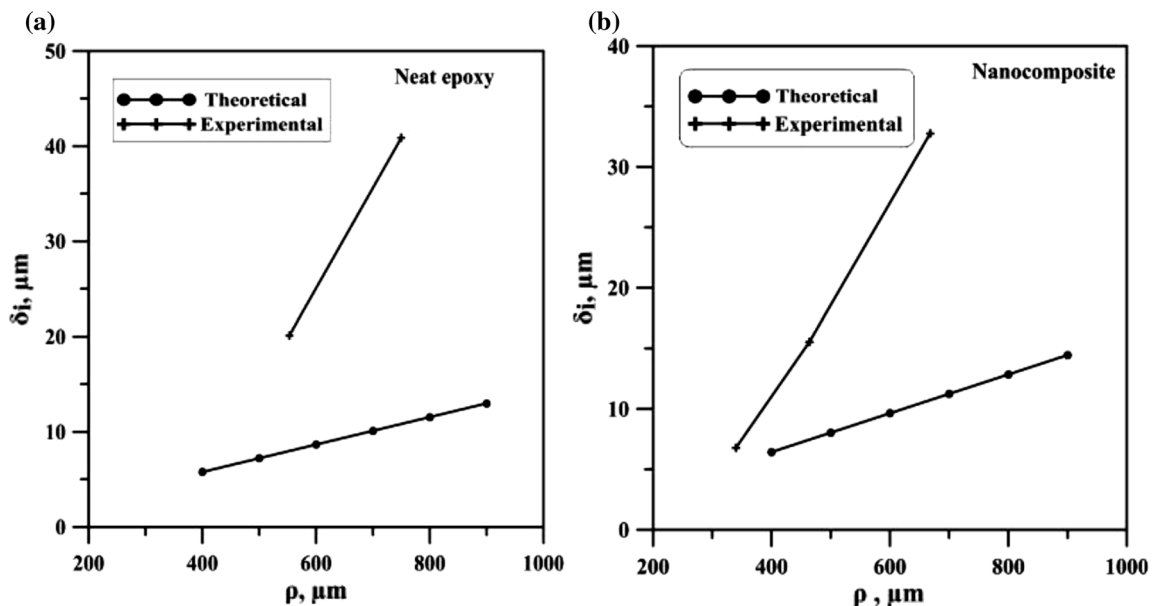 (a)
50
40
30
20
10
0
δi, µm
Neat epoxy
Theoretical
Experimental
200 400 600 800 1000
ρ, µm
(b)
40
30
20
10
0
δi, µm
Nanocomposite
Theoretical
Experimental
200 400 600 800 1000
ρ , µm